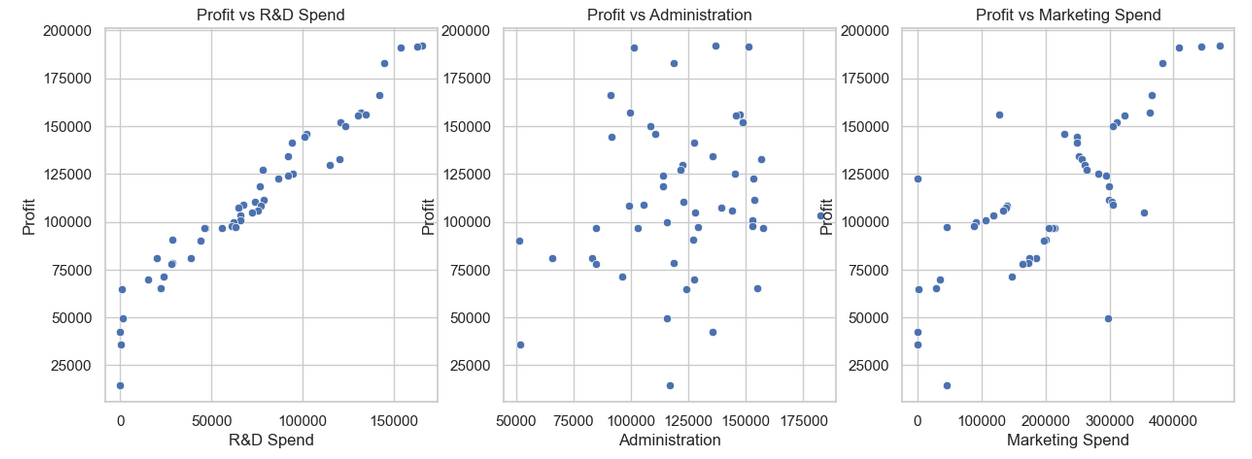 Profit vs R&D Spend
200000
175000
150000
125000
100000
75000
50000
25000
Profit
0 50000 100000 150000
R&D Spend
Profit vs Administration
200000
175000
150000
125000
100000
75000
50000
25000
Profit
50000 75000 100000 125000 150000 175000
Administration
Profit vs Marketing Spend
200000
175000
150000
125000
100000
75000
50000
25000
Profit
0 100000 200000 300000 400000
Marketing Spend